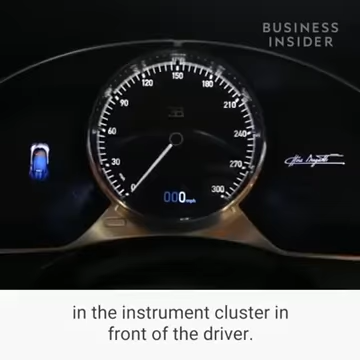 BUSINESS
INSIDER
150
120
180
90
210
60
240
30
270
0
300
000mph
in the instrument cluster in
front of the driver.